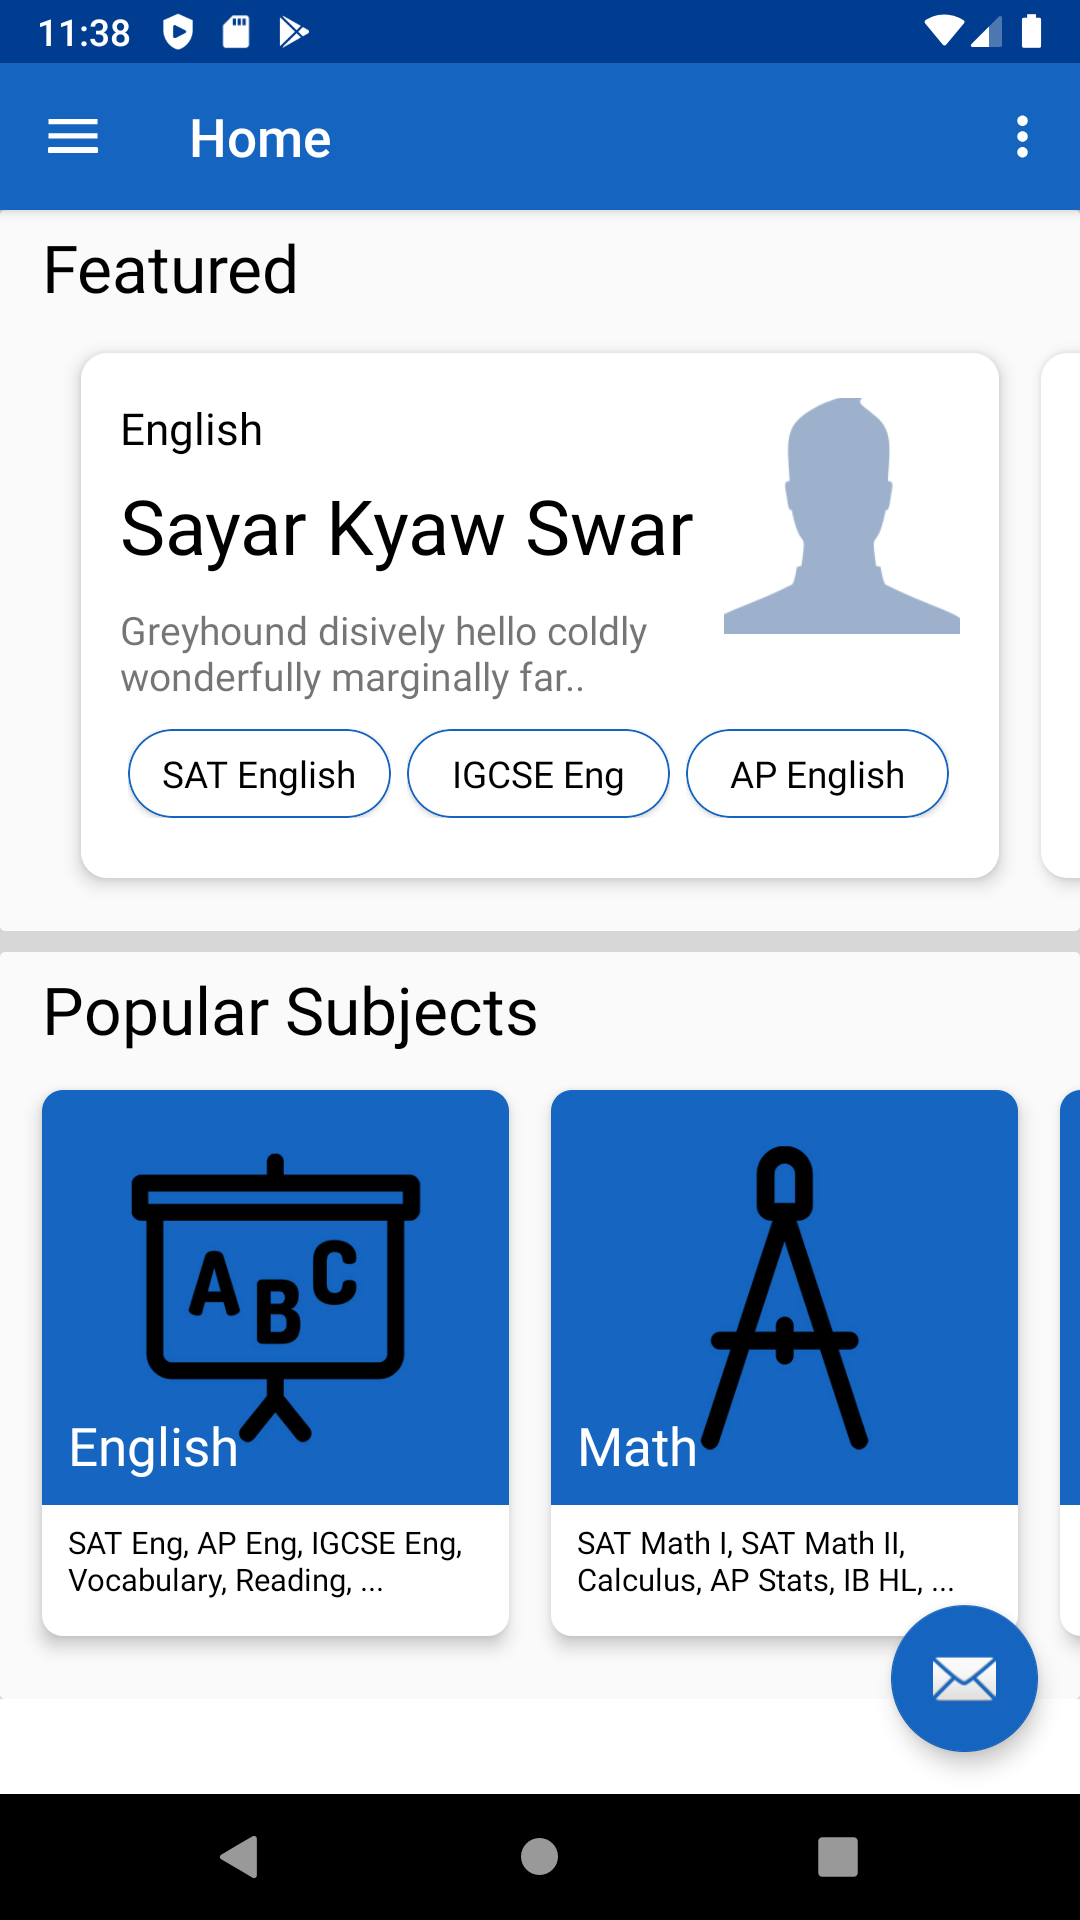 11:38
Home
Featured
English
Sayar Kyaw Swar
Greyhound disively hello coldly
wonderfully marginally far..
SAT English
IGCSE Eng
AP English
Popular Subjects
A B C
English
SAT Eng, AP Eng, IGCSE Eng,
Vocabulary, Reading, ...
Math
SAT Math I, SAT Math II,
Calculus, AP Stats, IB HL, ...